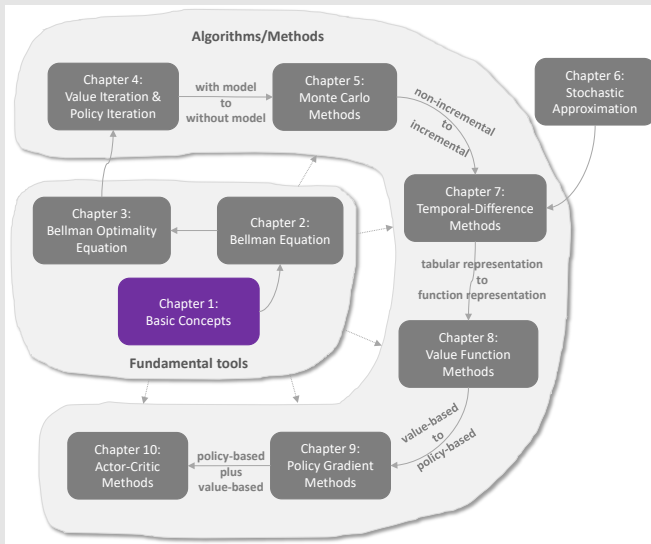 Algorithms/Methods
Chapter 4:
Value Iteration &
Policy Iteration
with model
to
without model
Chapter 5:
Monte Carlo
Methods
non-incremental
to
incremental
Chapter 6:
Stochastic
Approximation
Chapter 3:
Bellman Optimality
Equation
Chapter 2:
Bellman Equation
Chapter 7:
Temporal-Difference
Methods
tabular representation
to
function representation
Chapter 1:
Basic Concepts
Fundamental tools
Chapter 8:
Value Function
Methods
value-based
to
policy-based
Chapter 10:
Actor-Critic
Methods
policy-based
plus
value-based
Chapter 9:
Policy Gradient
Methods